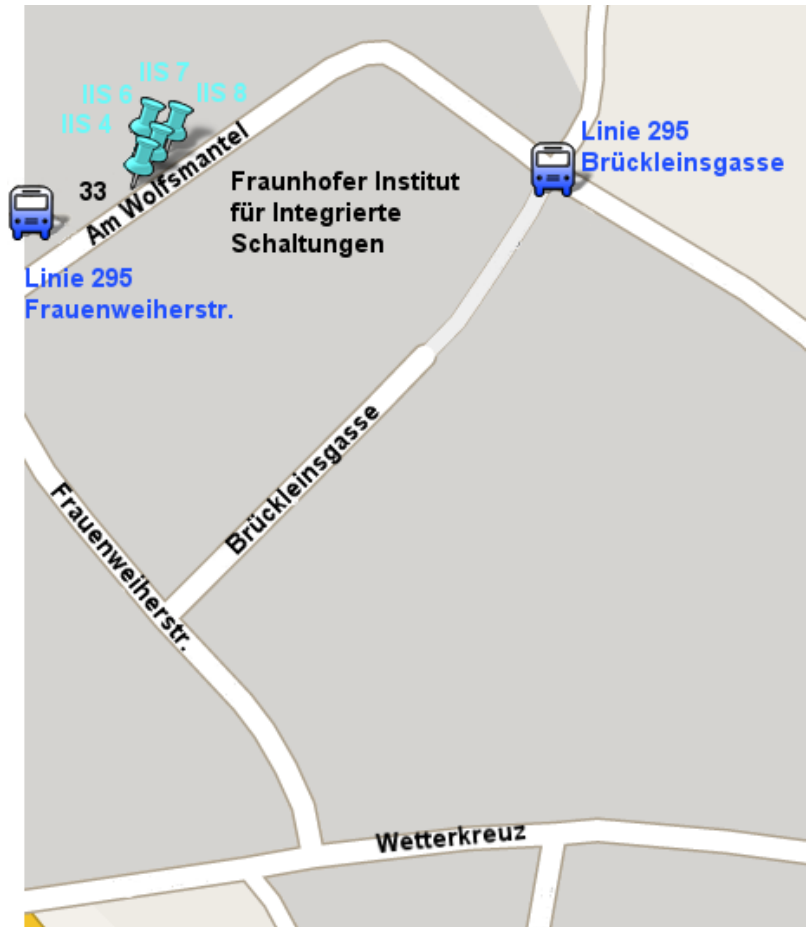 IIS 7
IIS 6
IIS 8
IIS 4
33
Am Wolfsmantel
Fraunhofer Institut
für Integrierte
Schaltungen
Linie 295
Brückleinsgasse
Linie 295
Frauenweiherstr.
Brückleinsgasse
Frauenweiherstr.
Wetterkreuz